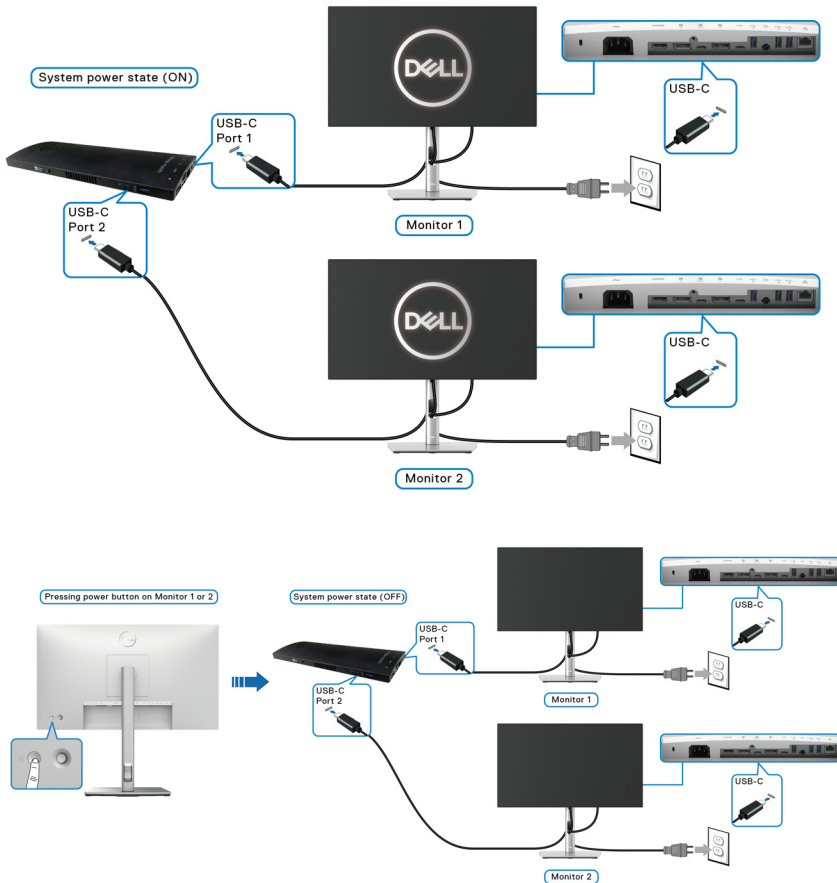 System power state (ON)
USB-C
Port 1
DELL
USB-C
USB-C
Port 2
Monitor 1
DELL
USB-C
Monitor 2
Pressing power button on Monitor 1 or 2
System power state (OFF)
USB-C
Port 1
USB-C
USB-C
Port 2
Monitor 1
USB-C
Monitor 2